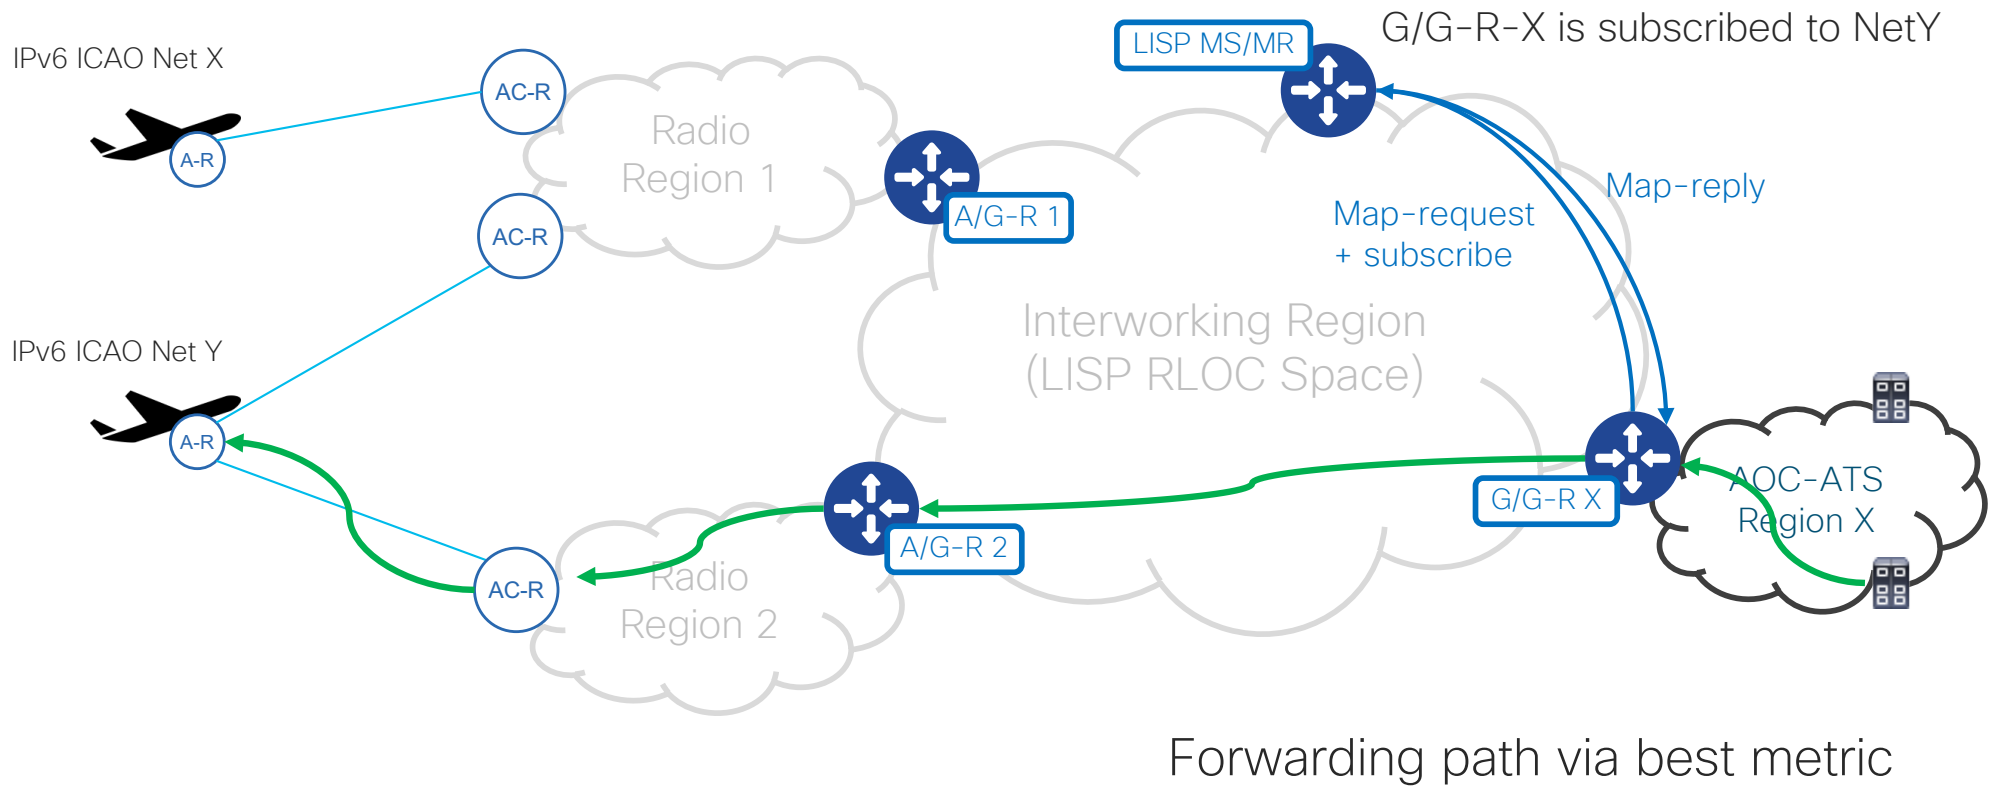 G/G-R-X is subscribed to NetY
LISP MS/MR
IPv6 ICAO Net X
AC-R
A-R
Radio
Region 1
A/G-R 1
Map-reply
Map-request
+ subscribe
AC-R
IPv6 ICAO Net Y
Interworking Region
(LISP RLOC Space)
A-R
AOC-ATS
Region X
G/G-R X
A/G-R 2
AC-R
Radio
Region 2
Forwarding path via best metric